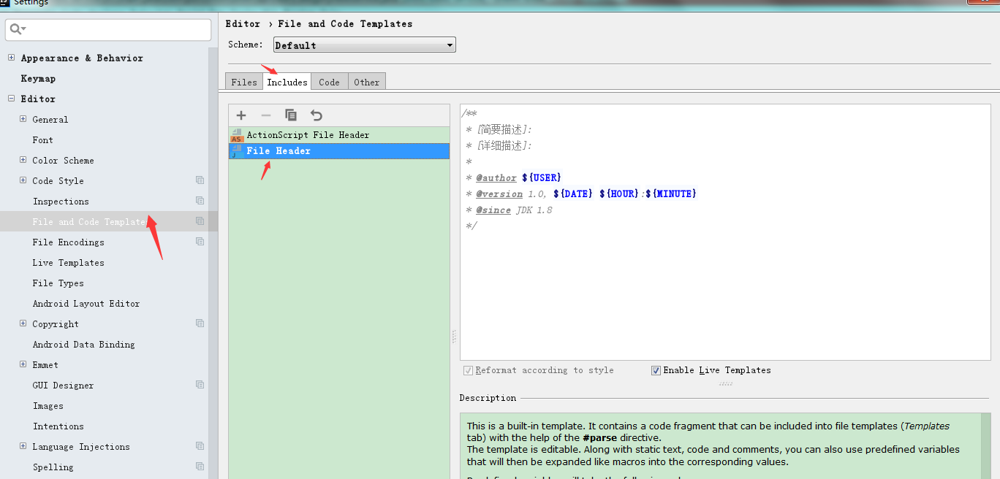 Settings
Editor › File and Code Templates
Scheme: Default
Appearance & Behavior
Keymap
Editor
General
Font
Color Scheme
Code Style
Inspections
File and Code Template
File Encodings
Live Templates
File Types
Android Layout Editor
Copyright
Android Data Binding
Emmet
GUI Designer
Images
Intentions
Language Injections
Spelling
Files Includes Code Other
AS ActionScript File Header
J File Header
/**
* [简要描述]:
* [详细描述]:
*
* @author ${USER}
* @version 1.0, ${DATE} ${HOUR}:${MINUTE}
* @since JDK 1.8
*/
Reformat according to style Enable Live Templates
Description
This is a built-in template. It contains a code fragment that can be included into file templates (Templates
tab) with the help of the #parse directive.
The template is editable. Along with static text, code and comments, you can also use predefined variables
that will then be expanded like macros into the corresponding values.